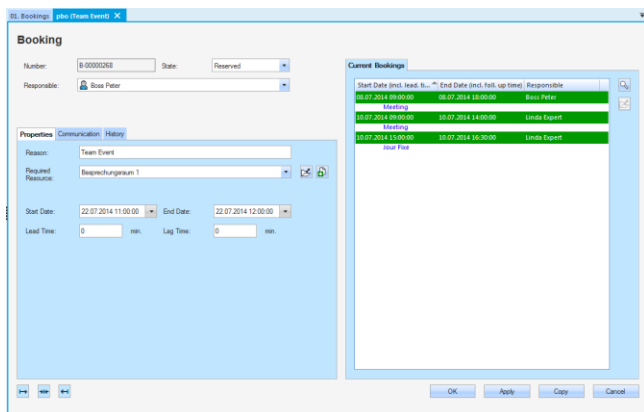 01. Bookings pbo (Team Event)
Booking
Number: B-00000268 State: Reserved
Responsible: Boss Peter
Current Bookings
Start Date (incl. lead. ti... End Date (incl. foll. up time) Responsible
08.07.2014 09:00:00 08.07.2014 18:00:00 Boss Peter
Meeting
10.07.2014 09:00:00 10.07.2014 14:00:00 Linda Expert
Meeting
10.07.2014 15:00:00 10.07.2014 16:30:00 Linda Expert
Jour Fixe
Properties Communication History
Reason: Team Event
Required
Resource: Besprechungsraum 1
Start Date: 22.07.2014 11:00:00 End Date: 22.07.2014 12:00:00
Lead Time: 0 min. Lag Time: 0 min.
OK Apply Copy Cancel